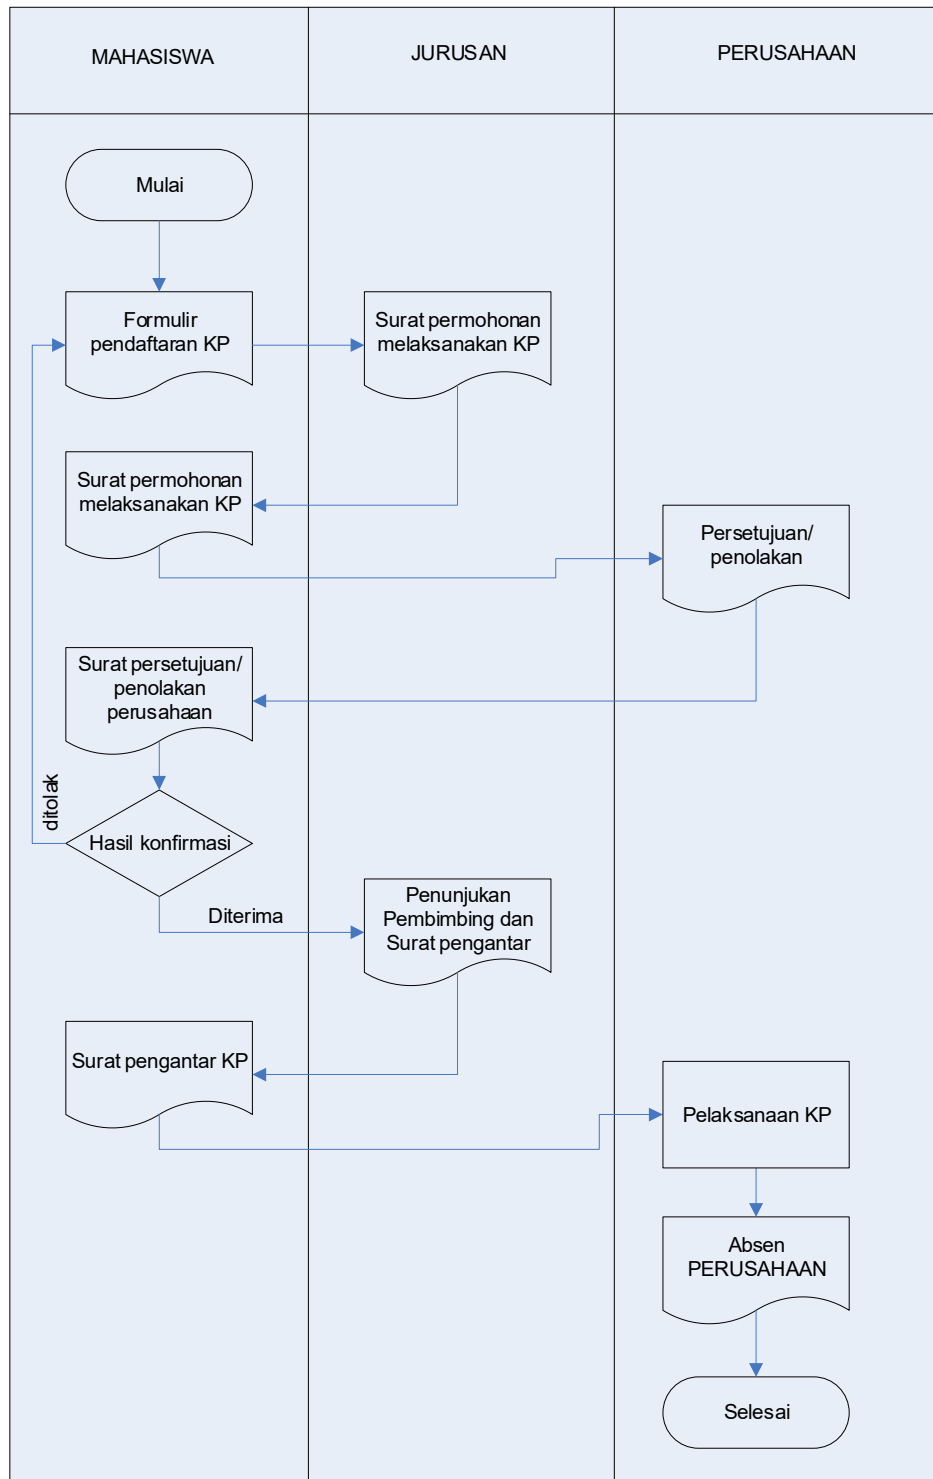 MAHASISWA
JURUSAN
PERUSAHAAN
Mulai
Formulir
pendaftaran KP
Surat permohonan
melaksanakan KP
Surat permohonan
melaksanakan KP
Persetujuan/
penolakan
Surat persetujuan/
penolakan
perusahaan
ditolak
Hasil konfirmasi
Diterima
Penunjukan
Pembimbing dan
Surat pengantar
Surat pengantar KP
Pelaksanaan KP
Absen
PERUSAHAAN
Selesai